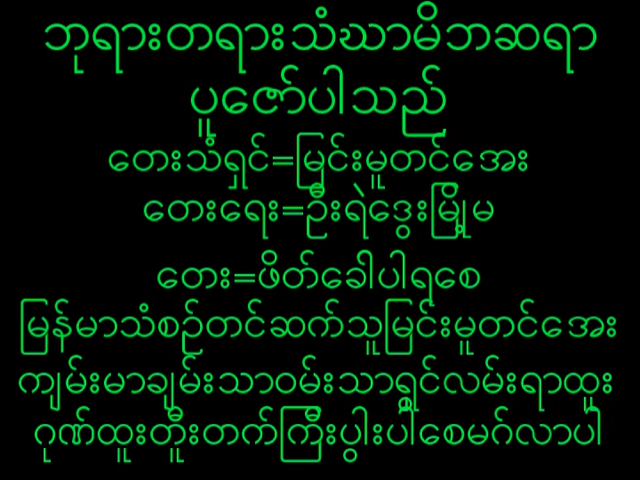 ဘုရားတရားသံဃာမိဘဆရာ
ပူဇော်ပါသည်
တေးသံရှင်=မြင်းမူတင်အေး
တေးရေး=ဦးရဲဒွေးမြို့မ
တေး=ဖိတ်ခေါ်ပါရစေ
မြန်မာသံစဉ်တင်ဆက်သူမြင်းမူတင်အေး
ကျမ်းမာချမ်းသာဝမ်းသာရွှင်လမ်းရာထူး
ဂုဏ်ထူးတိူးတက်ကြီးပွါးပါစေမင်္ဂလာပါ